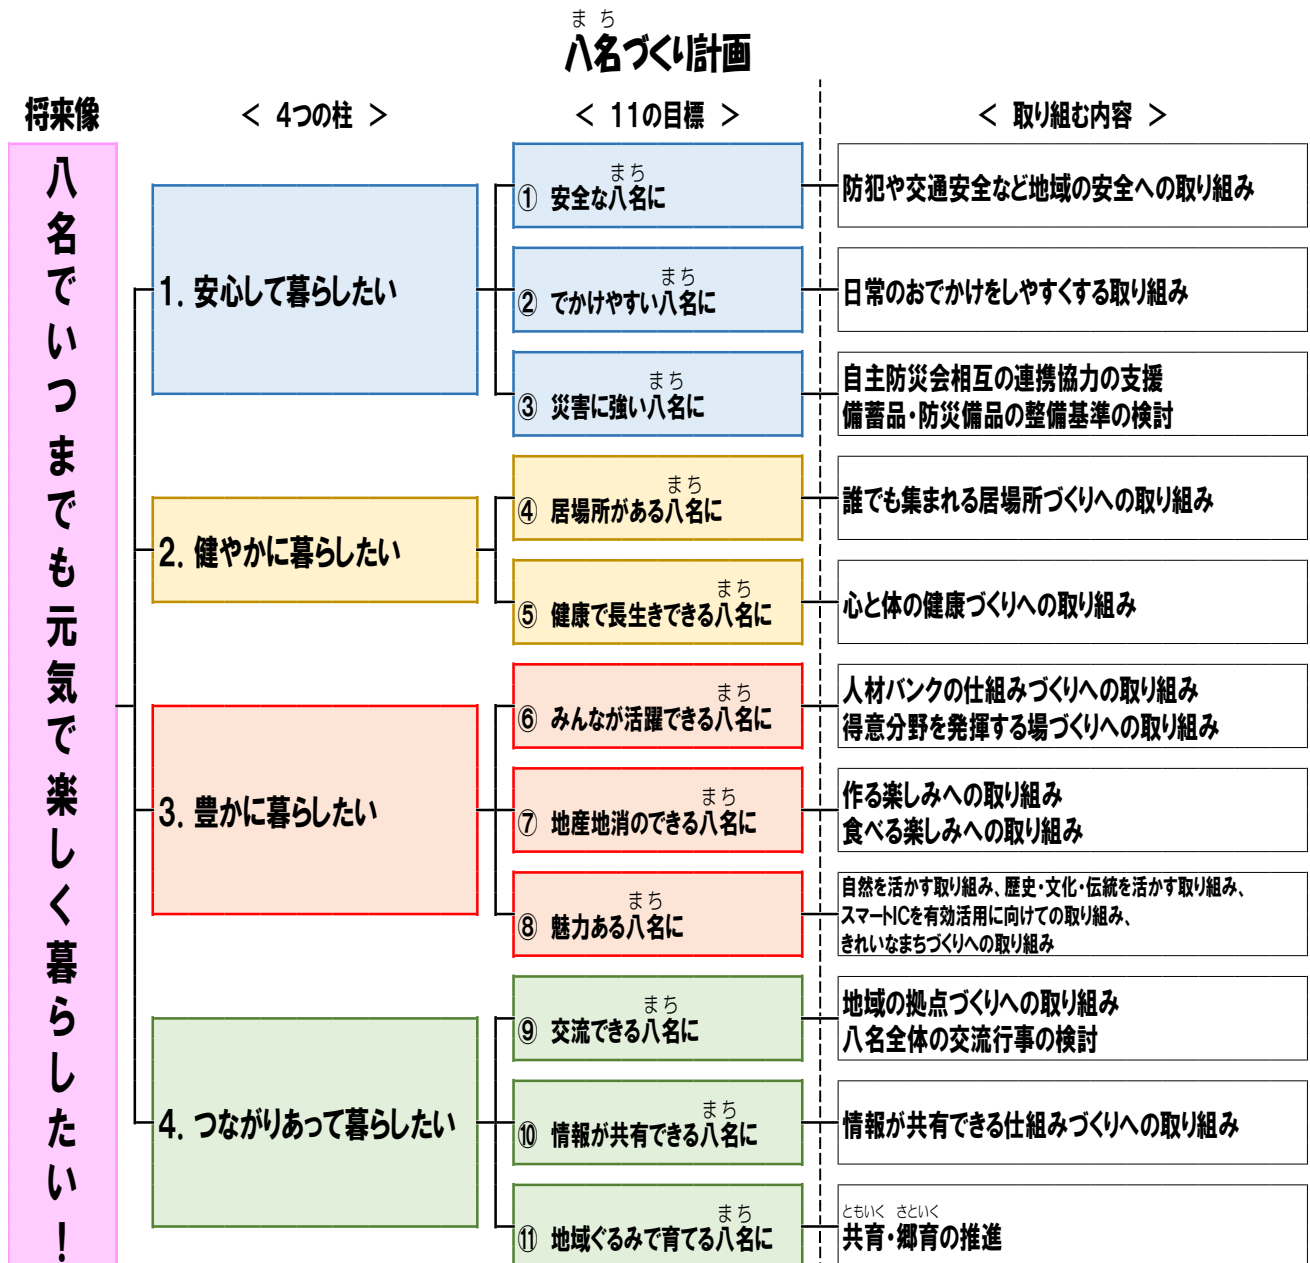 まち
八名づくり計画
将来像
＜ 4つの柱 ＞
＜ 11の目標 ＞
＜ 取り組む内容 ＞
八名でいつまでも元気で楽しく暮らしたい！
1. 安心して暮らしたい
まち
① 安全な八名に
防犯や交通安全など地域の安全への取り組み
まち
② でかけやすい八名に
日常のおでかけをしやすくする取り組み
まち
③ 災害に強い八名に
自主防災会相互の連携協力の支援
備蓄品・防災備品の整備基準の検討
2. 健やかに暮らしたい
まち
④ 居場所がある八名に
誰でも集まれる居場所づくりへの取り組み
まち
⑤ 健康で長生きできる八名に
心と体の健康づくりへの取り組み
3. 豊かに暮らしたい
まち
⑥ みんなが活躍できる八名に
人材バンクの仕組みづくりへの取り組み
得意分野を発揮する場づくりへの取り組み
まち
⑦ 地産地消のできる八名に
作る楽しみへの取り組み
食べる楽しみへの取り組み
まち
⑧ 魅力ある八名に
自然を活かす取り組み、歴史・文化・伝統を活かす取り組み、
スマートICを有効活用に向けての取り組み、
きれいなまちづくりへの取り組み
4. つながりあって暮らしたい
まち
⑨ 交流できる八名に
地域の拠点づくりへの取り組み
八名全体の交流行事の検討
まち
⑩ 情報が共有できる八名に
情報が共有できる仕組みづくりへの取り組み
まち
⑪ 地域ぐるみで育てる八名に
ともいく さといく
共育・郷育の推進